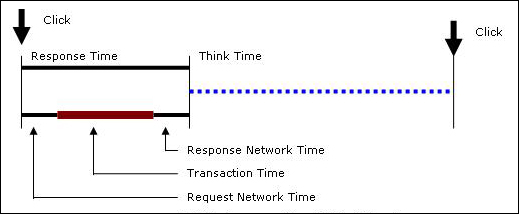 Click
Click
Response Time
Think Time
Response Network Time
Transaction Time
Request Network Time